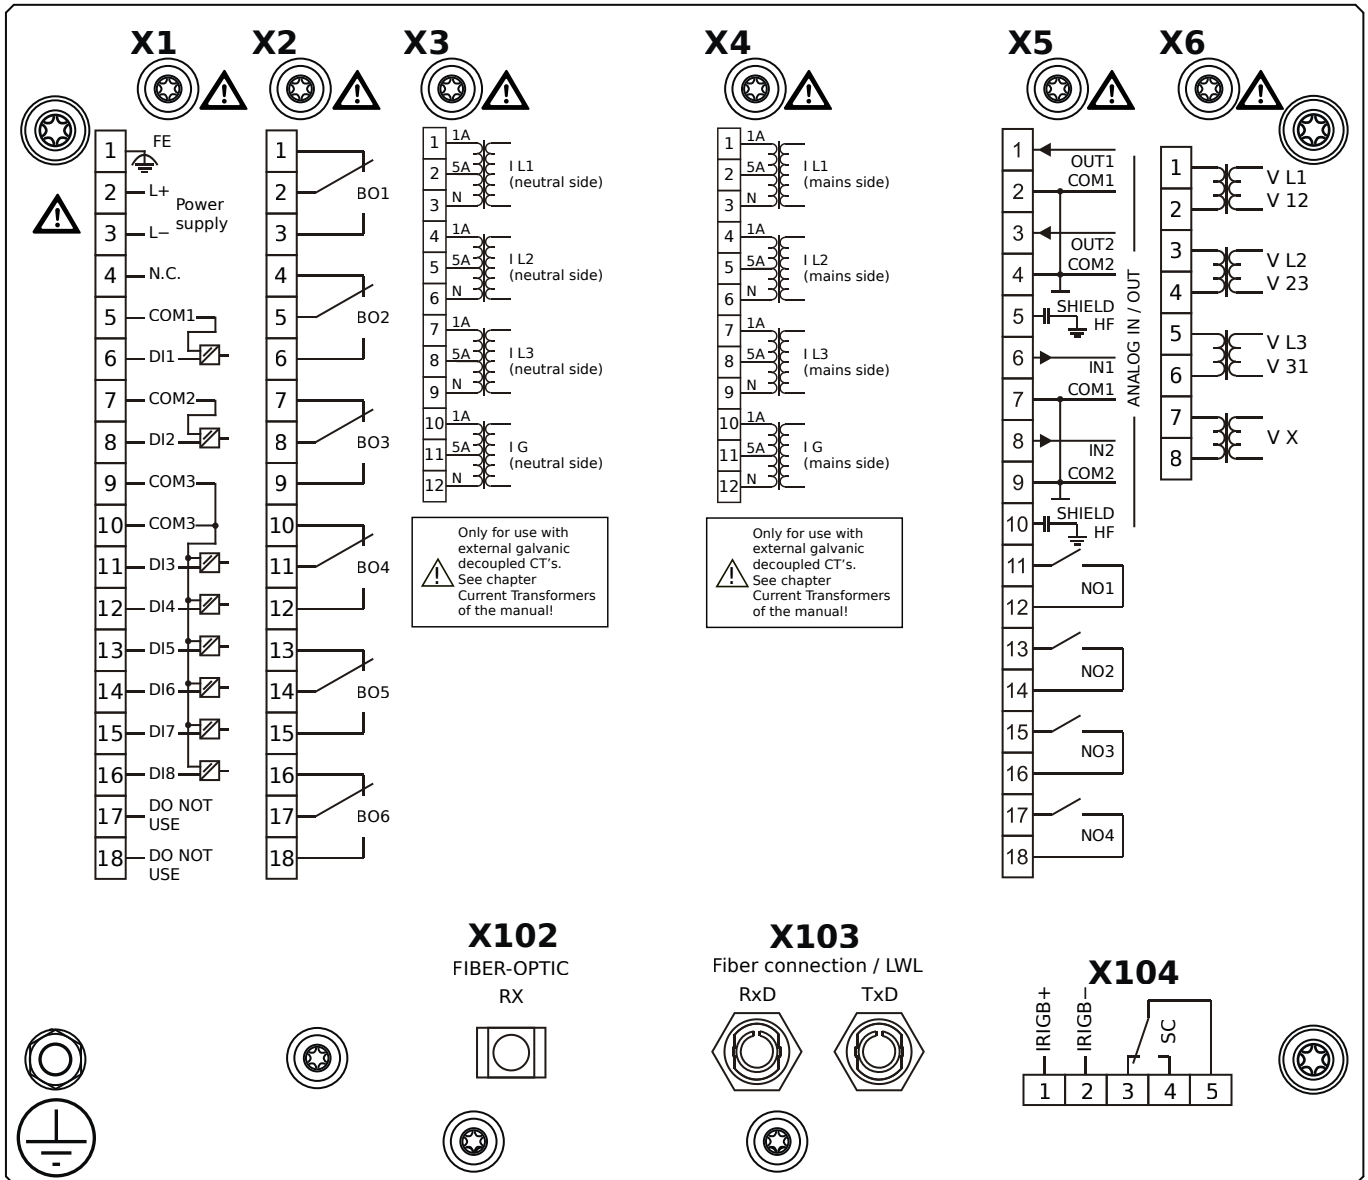 X1
1 FE
2 L+ Power
3 L− supply
4 N.C.
5 COM1
6 DI1
7 COM2
8 DI2
9 COM3
10 COM3
11 DI3
12 DI4
13 DI5
14 DI6
15 DI7
16 DI8
17 DO NOT
USE
18 DO NOT
USE
X2
1
2 BO1
3
4
5 BO2
6
7
8 BO3
9
10
11 BO4
12
13
14 BO5
15
16
17 BO6
18
X3
1 1A
2 5A I L1
(neutral side)
3 N
4 1A
5 5A I L2
(neutral side)
6 N
7 1A
8 5A I L3
(neutral side)
9 N
10 1A
11 5A I G
(neutral side)
12 N
Only for use with
external galvanic
decoupled CT's.
See chapter
Current Transformers
of the manual!
X4
1 1A
2 5A I L1
(mains side)
3 N
4 1A
5 5A I L2
(mains side)
6 N
7 1A
8 5A I L3
(mains side)
9 N
10 1A
11 5A I G
(mains side)
12 N
Only for use with
external galvanic
decoupled CT's.
See chapter
Current Transformers
of the manual!
X5
1 OUT1
2 COM1
3 OUT2
4 COM2
5 SHIELD
HF
6 IN1
7 COM1
8 IN2
9 COM2
10 SHIELD
HF
ANALOG IN / OUT
11
NO1
12
13
NO2
14
15
NO3
16
17
NO4
18
X6
1 V L1
2 V 12
3 V L2
4 V 23
5 V L3
6 V 31
7 V X
8
X102
FIBER-OPTIC
RX
X103
Fiber connection / LWL
RxD TxD
X104
IRIGB+ IRIGB− SC
1 2 3 4 5